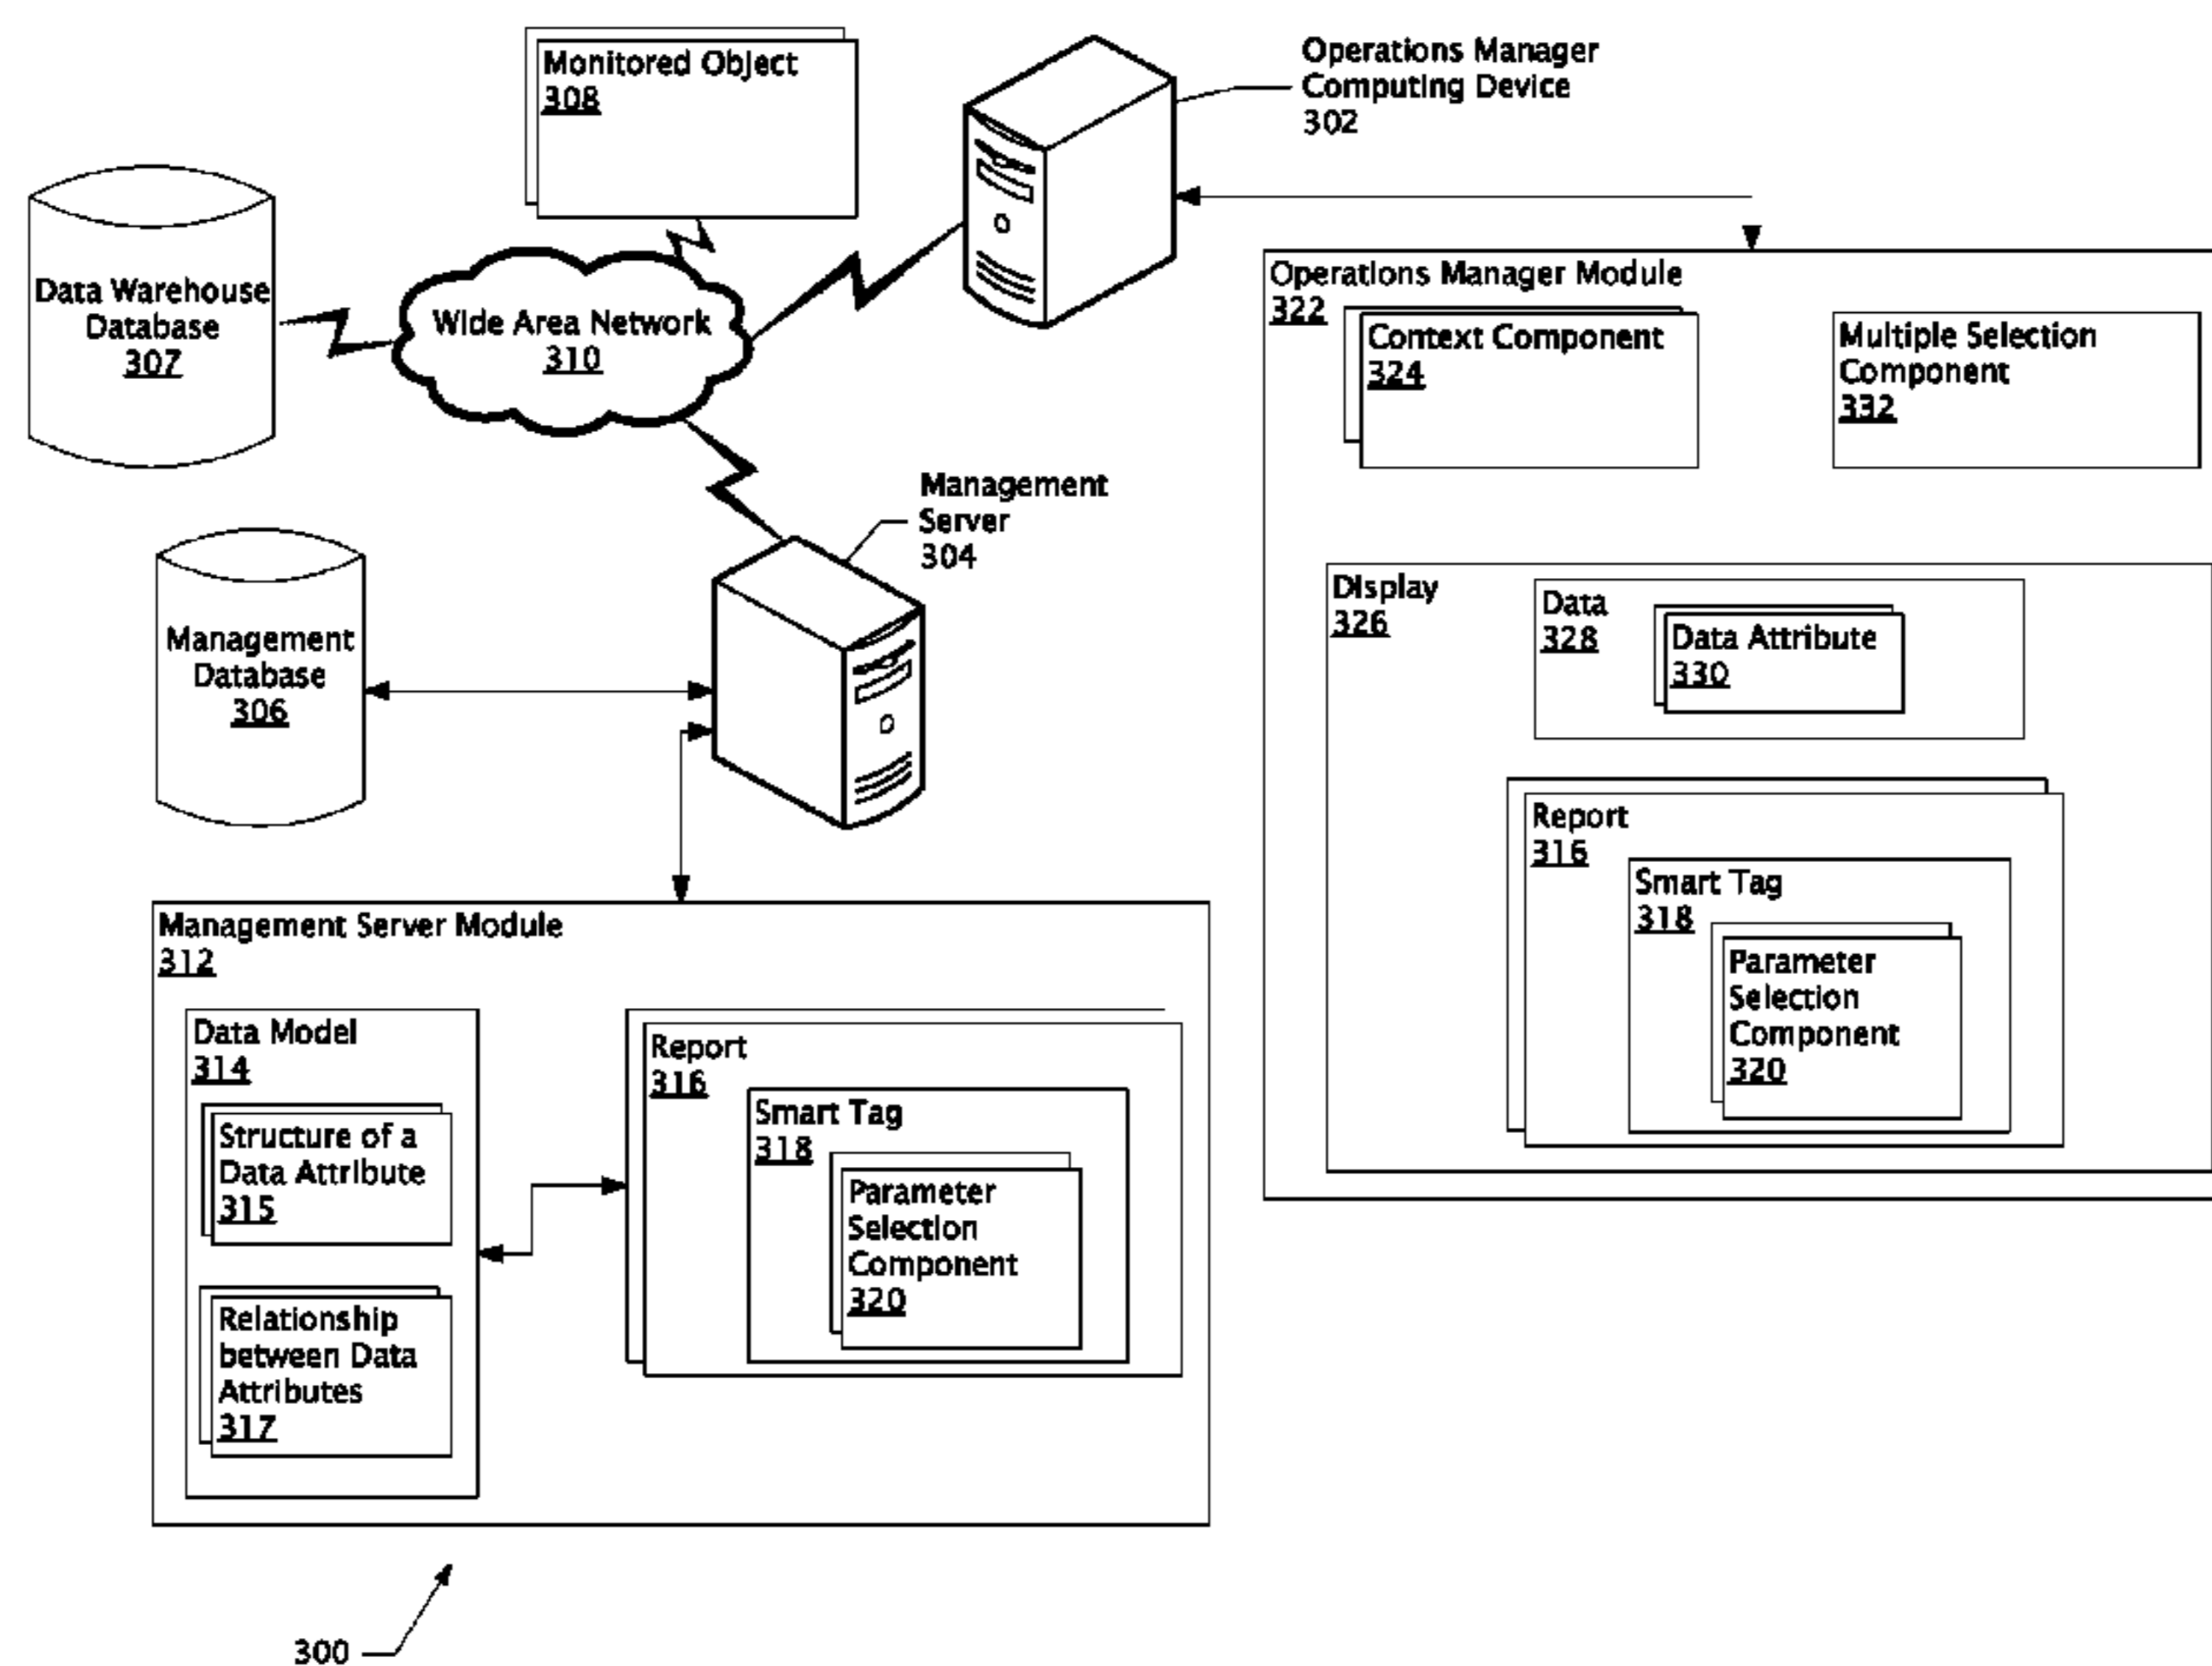 Monitored Object
308
Operations Manager
Computing Device
302
Data Warehouse
Database
307
Wide Area Network
310
Operations Manager Module
322
Context Component
324
Multiple Selection
Component
332
Management
Server
304
Management
Database
306
Display
326
Data
328
Data Attribute
330
Report
316
Smart Tag
318
Parameter
Selection
Component
320
Management Server Module
312
Data Model
314
Structure of a
Data Attribute
315
Relationship
between Data
Attributes
317
Report
316
Smart Tag
318
Parameter
Selection
Component
320
300